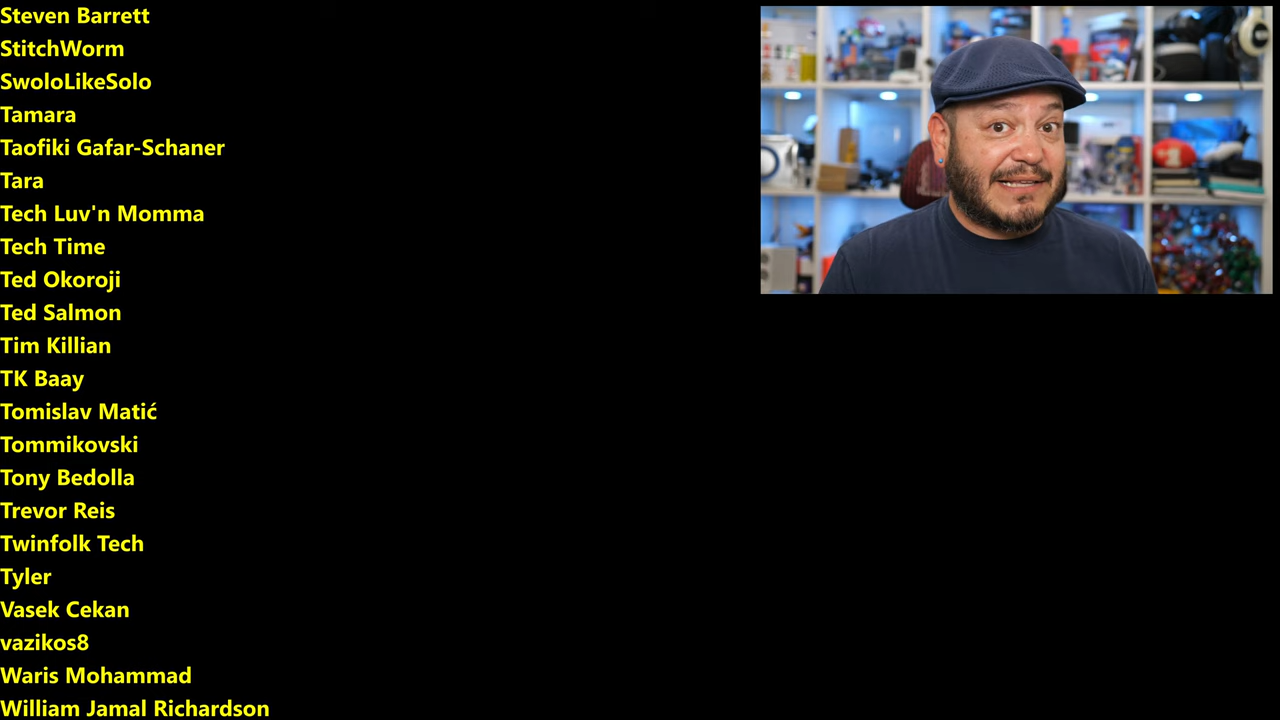 Steven Barrett
StitchWorm
SwoloLikeSolo
Tamara
Taofiki Gafar-Schaner
Tara
Tech Luv'n Momma
Tech Time
Ted Okoroji
Ted Salmon
Tim Killian
TK Baay
Tomislav Matić
Tommikovski
Tony Bedolla
Trevor Reis
Twinfolk Tech
Tyler
Vasek Cekan
vazikos8
Waris Mohammad
William Jamal Richardson